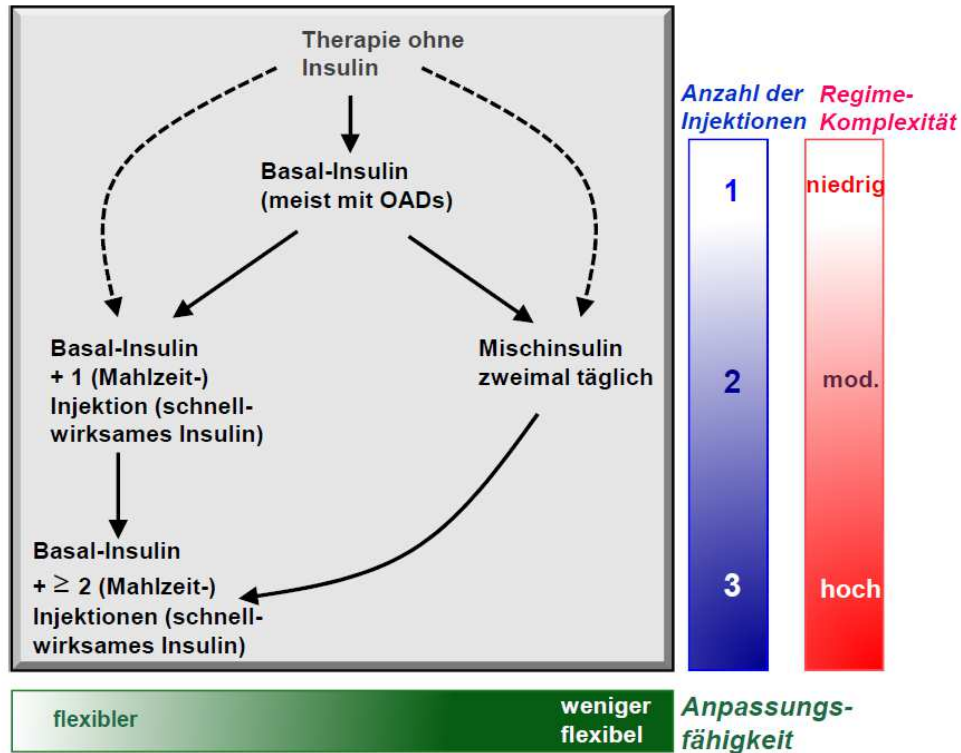 Therapie ohne
Insulin
Anzahl der
Injektionen
Regime-
Komplexität
Basal-Insulin
(meist mit OADs)
1
niedrig
Basal-Insulin
+ 1 (Mahlzeit-)
Injektion (schnell-
wirksames Insulin)
Mischinsulin
zweimal täglich
2
mod.
Basal-Insulin
+ ≥ 2 (Mahlzeit-)
Injektionen (schnell-
wirksames Insulin)
3
hoch
flexibler
weniger
flexibel
Anpassungs-
fähigkeit